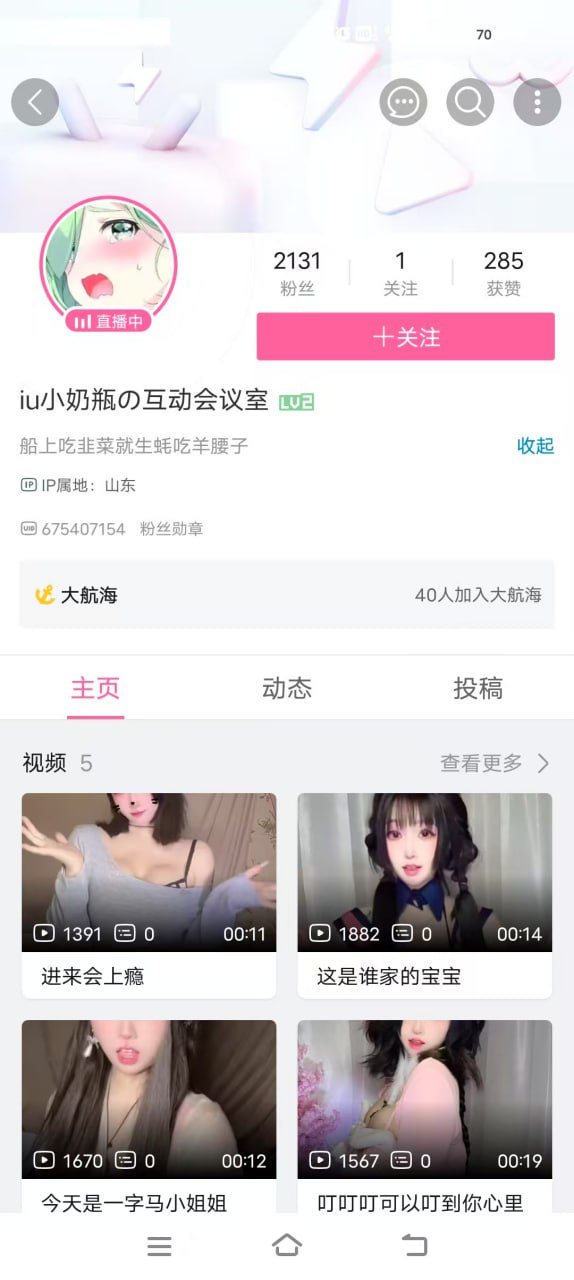 70
2131
1
285
粉丝
关注
获赞
直播中
十关注
iu小奶瓶の互动会议室 LV2
船上吃韭菜就生蚝吃羊腰子 收起
IP IP属地：山东
UID 675407154 粉丝勋章
大航海 40人加入大航海
主页 动态 投稿
视频 5 查看更多
1391 0 00:11
1882 0 00:14
进来会上瘾
这是谁家的宝宝
1670 0 00:12
1567 0 00:19
今天是一字马小姐姐
叮叮叮可以叮到你心里